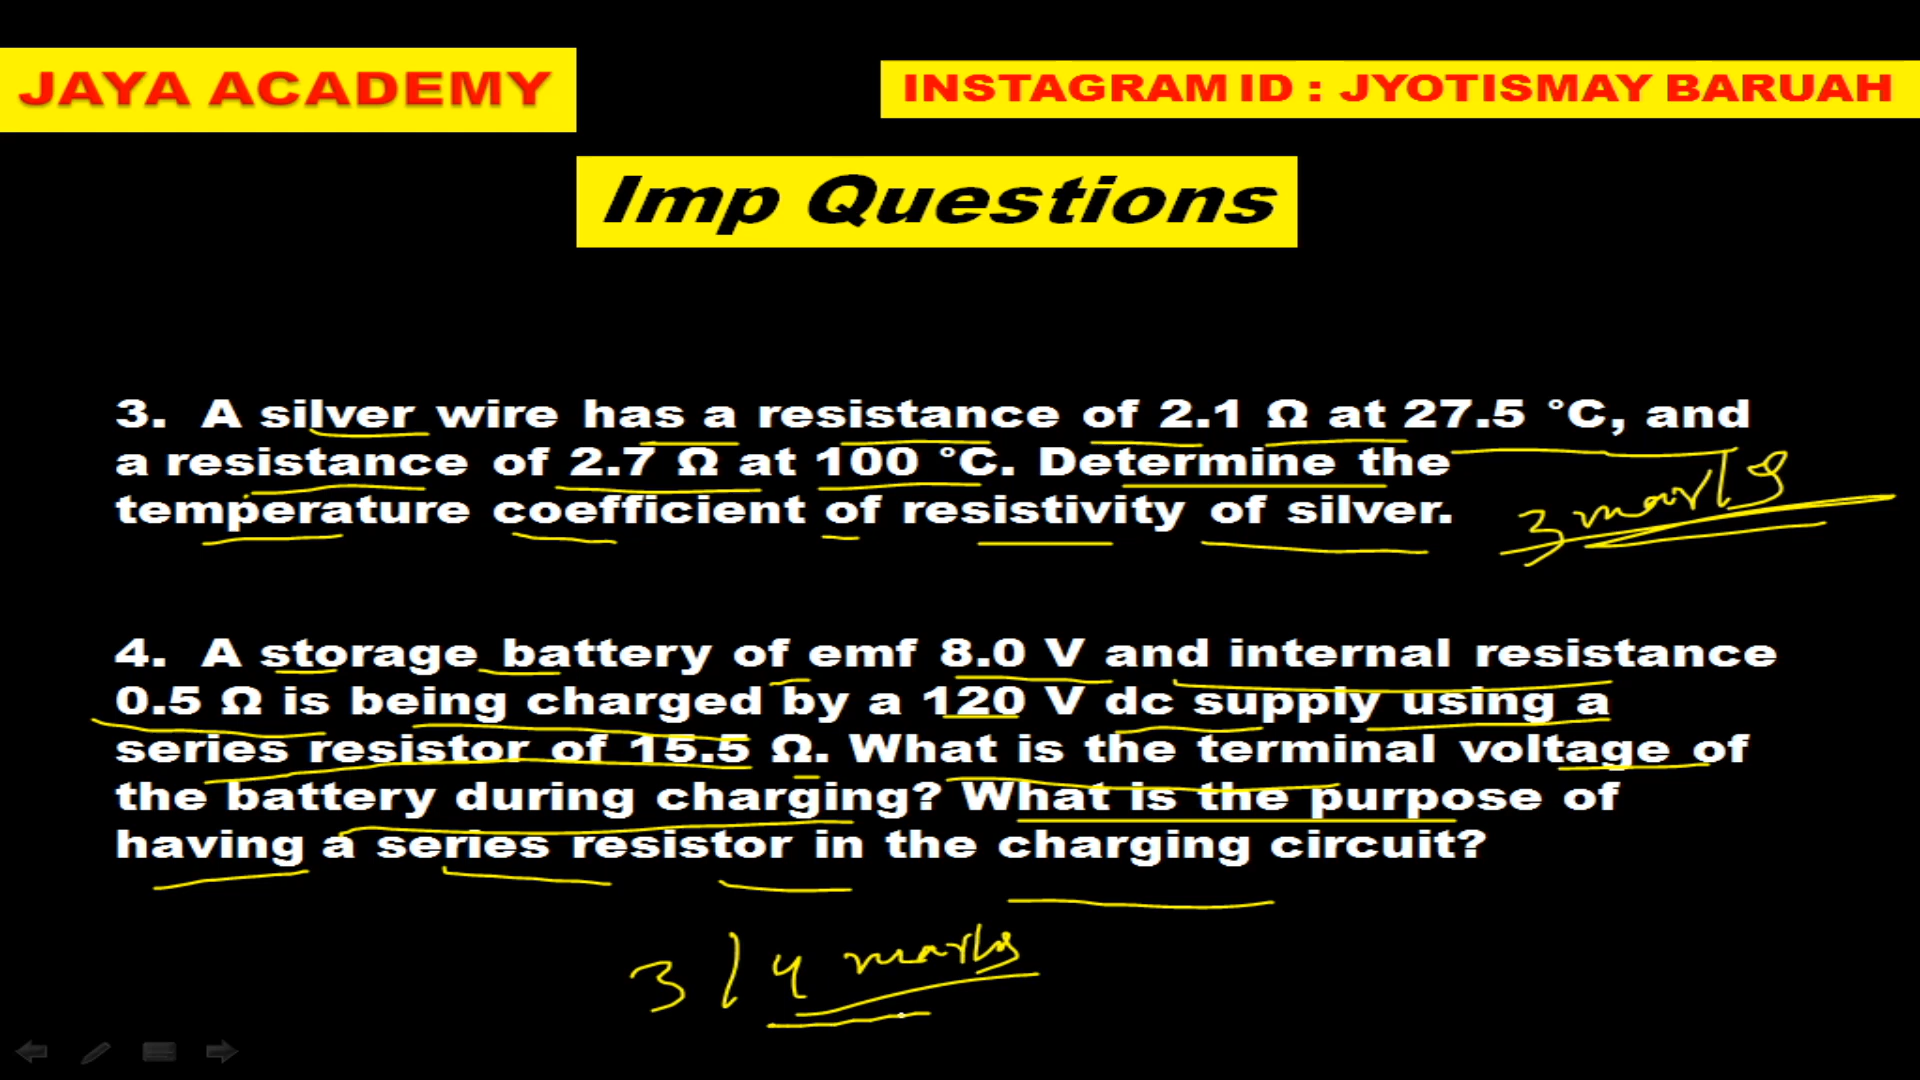 JAYA ACADEMY
INSTAGRAM ID : JYOTISMAY BARUAH
Imp Questions
3. A silver wire has a resistance of 2.1 Ω at 27.5 °C, and
a resistance of 2.7 Ω at 100 °C. Determine the
temperature coefficient of resistivity of silver.
3 marks
4. A storage battery of emf 8.0 V and internal resistance
0.5 Ω is being charged by a 120 V dc supply using a
series resistor of 15.5 Ω. What is the terminal voltage of
the battery during charging? What is the purpose of
having a series resistor in the charging circuit?
3 / 4 marks